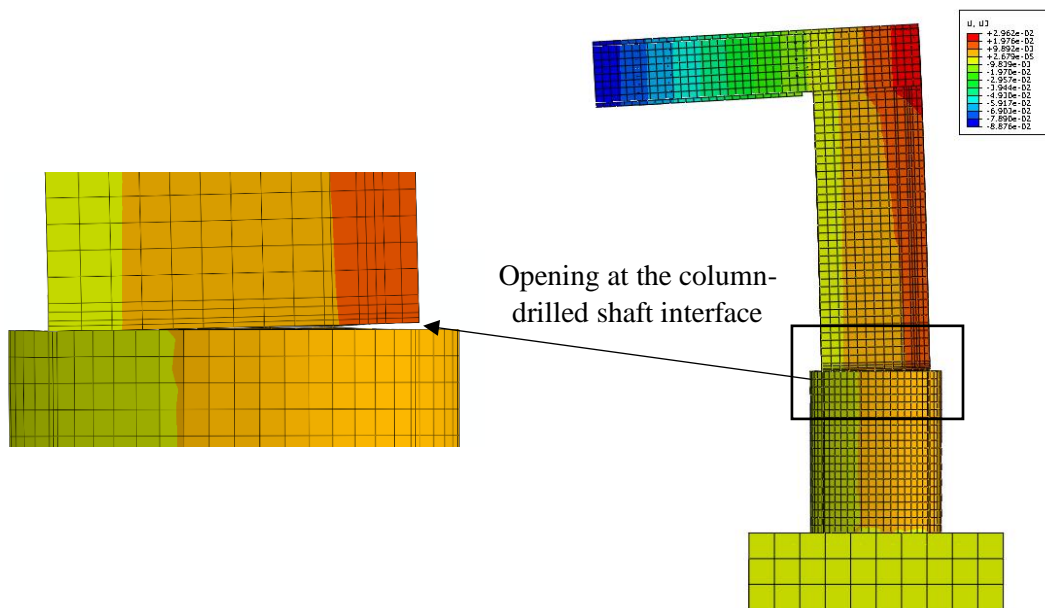 U, U3
+2.962e-02
+1.976e-02
+9.892e-03
+2.679e-05
-9.839e-03
-1.970e-02
-2.957e-02
-3.944e-02
-4.930e-02
-5.917e-02
-6.903e-02
-7.890e-02
-8.876e-02
Opening at the column-
drilled shaft interface